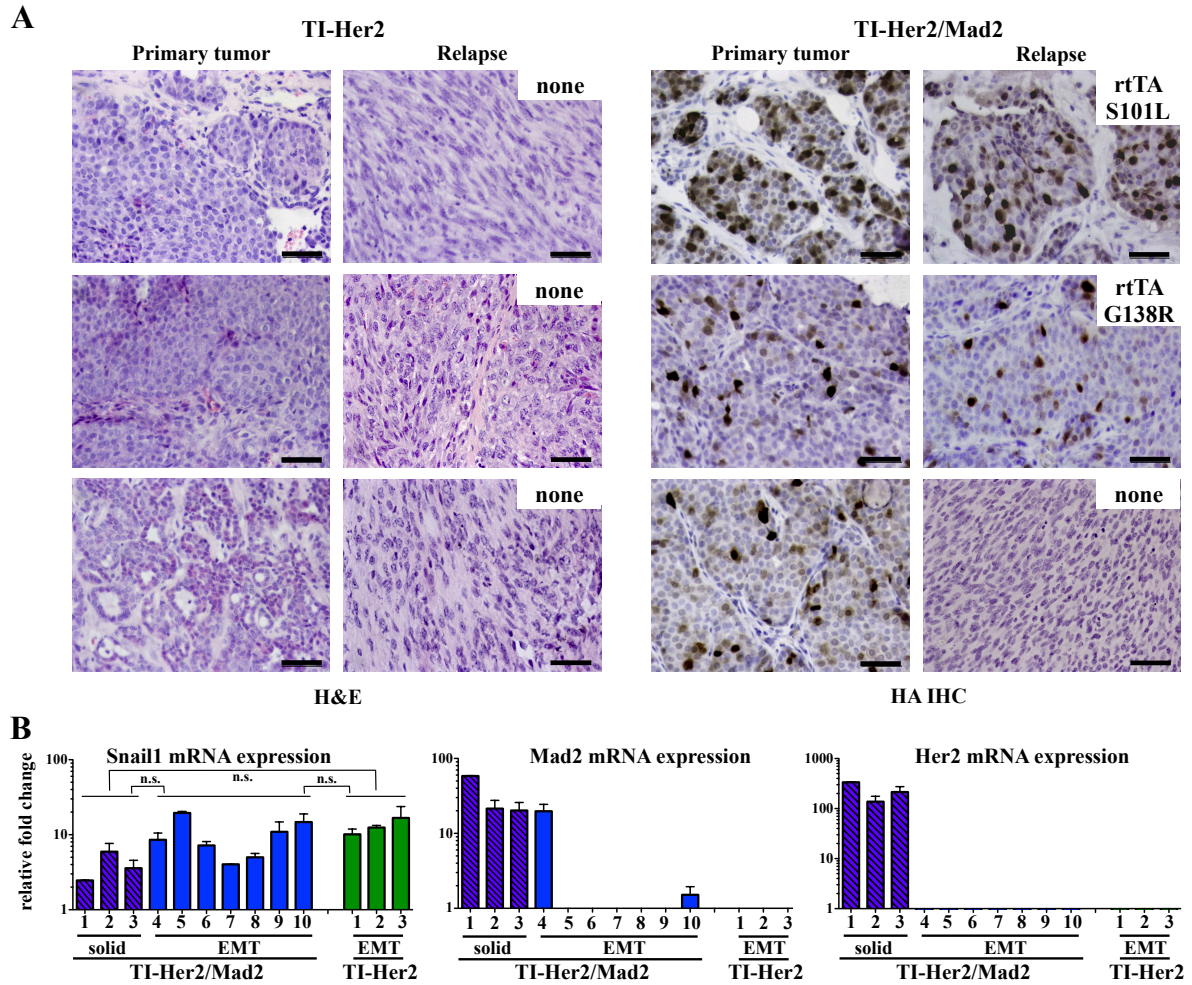 A
TI-Her2
TI-Her2/Mad2
Primary tumor
Relapse
Primary tumor
Relapse
none
rtTA
S101L
none
rtTA
G138R
none
none
H&E
HA IHC
B
Snail1 mRNA expression
Mad2 mRNA expression
Her2 mRNA expression
relative fold change
100
10
1
n.s.
n.s.
n.s.
1 2 3 4 5 6 7 8 9 10 1 2 3
solid EMT EMT
TI-Her2/Mad2 TI-Her2
100
10
1
1 2 3 4 5 6 7 8 9 10 1 2 3
solid EMT EMT
TI-Her2/Mad2 TI-Her2
1000
100
10
1
1 2 3 4 5 6 7 8 9 10 1 2 3
solid EMT EMT
TI-Her2/Mad2 TI-Her2